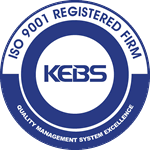 ISO 9001 REGISTERED FIRM
KEBS
QUALITY MANAGEMENT SYSTEM EXCELLENCE